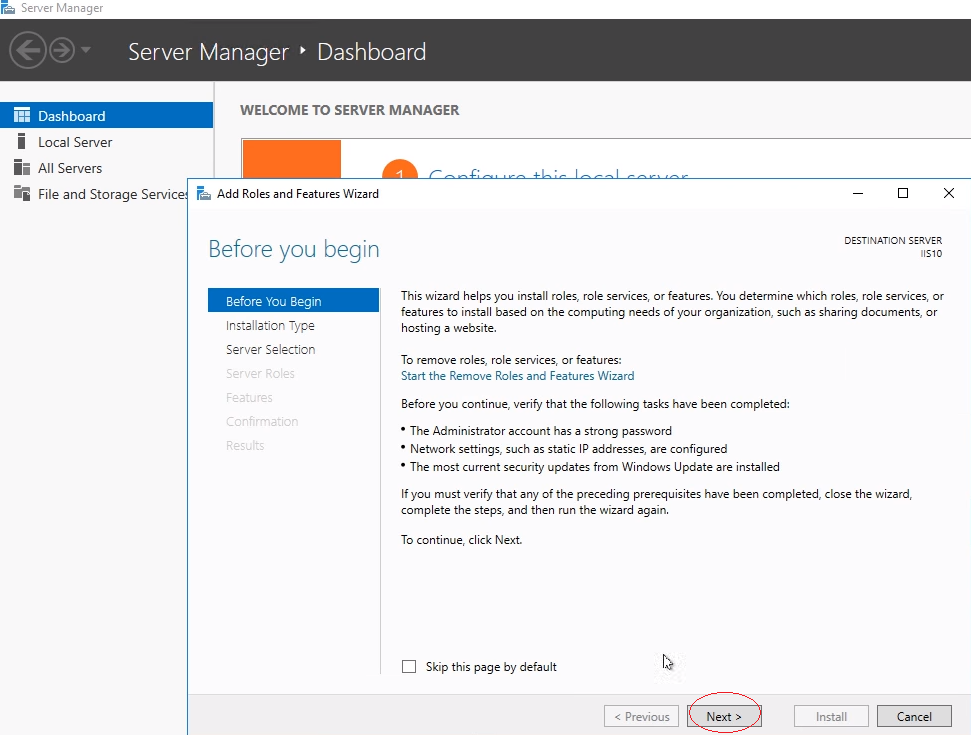 Server Manager
Server Manager ‣ Dashboard
Dashboard
Local Server
All Servers
File and Storage Services
WELCOME TO SERVER MANAGER
1 Configure this local server
Add Roles and Features Wizard
Before you begin
DESTINATION SERVER
IIS10
Before You Begin
Installation Type
Server Selection
Server Roles
Features
Confirmation
Results
This wizard helps you install roles, role services, or features. You determine which roles, role services, or
features to install based on the computing needs of your organization, such as sharing documents, or
hosting a website.
To remove roles, role services, or features:
Start the Remove Roles and Features Wizard
Before you continue, verify that the following tasks have been completed:
• The Administrator account has a strong password
• Network settings, such as static IP addresses, are configured
• The most current security updates from Windows Update are installed
If you must verify that any of the preceding prerequisites have been completed, close the wizard,
complete the steps, and then run the wizard again.
To continue, click Next.
Skip this page by default
< Previous
Next >
Install
Cancel